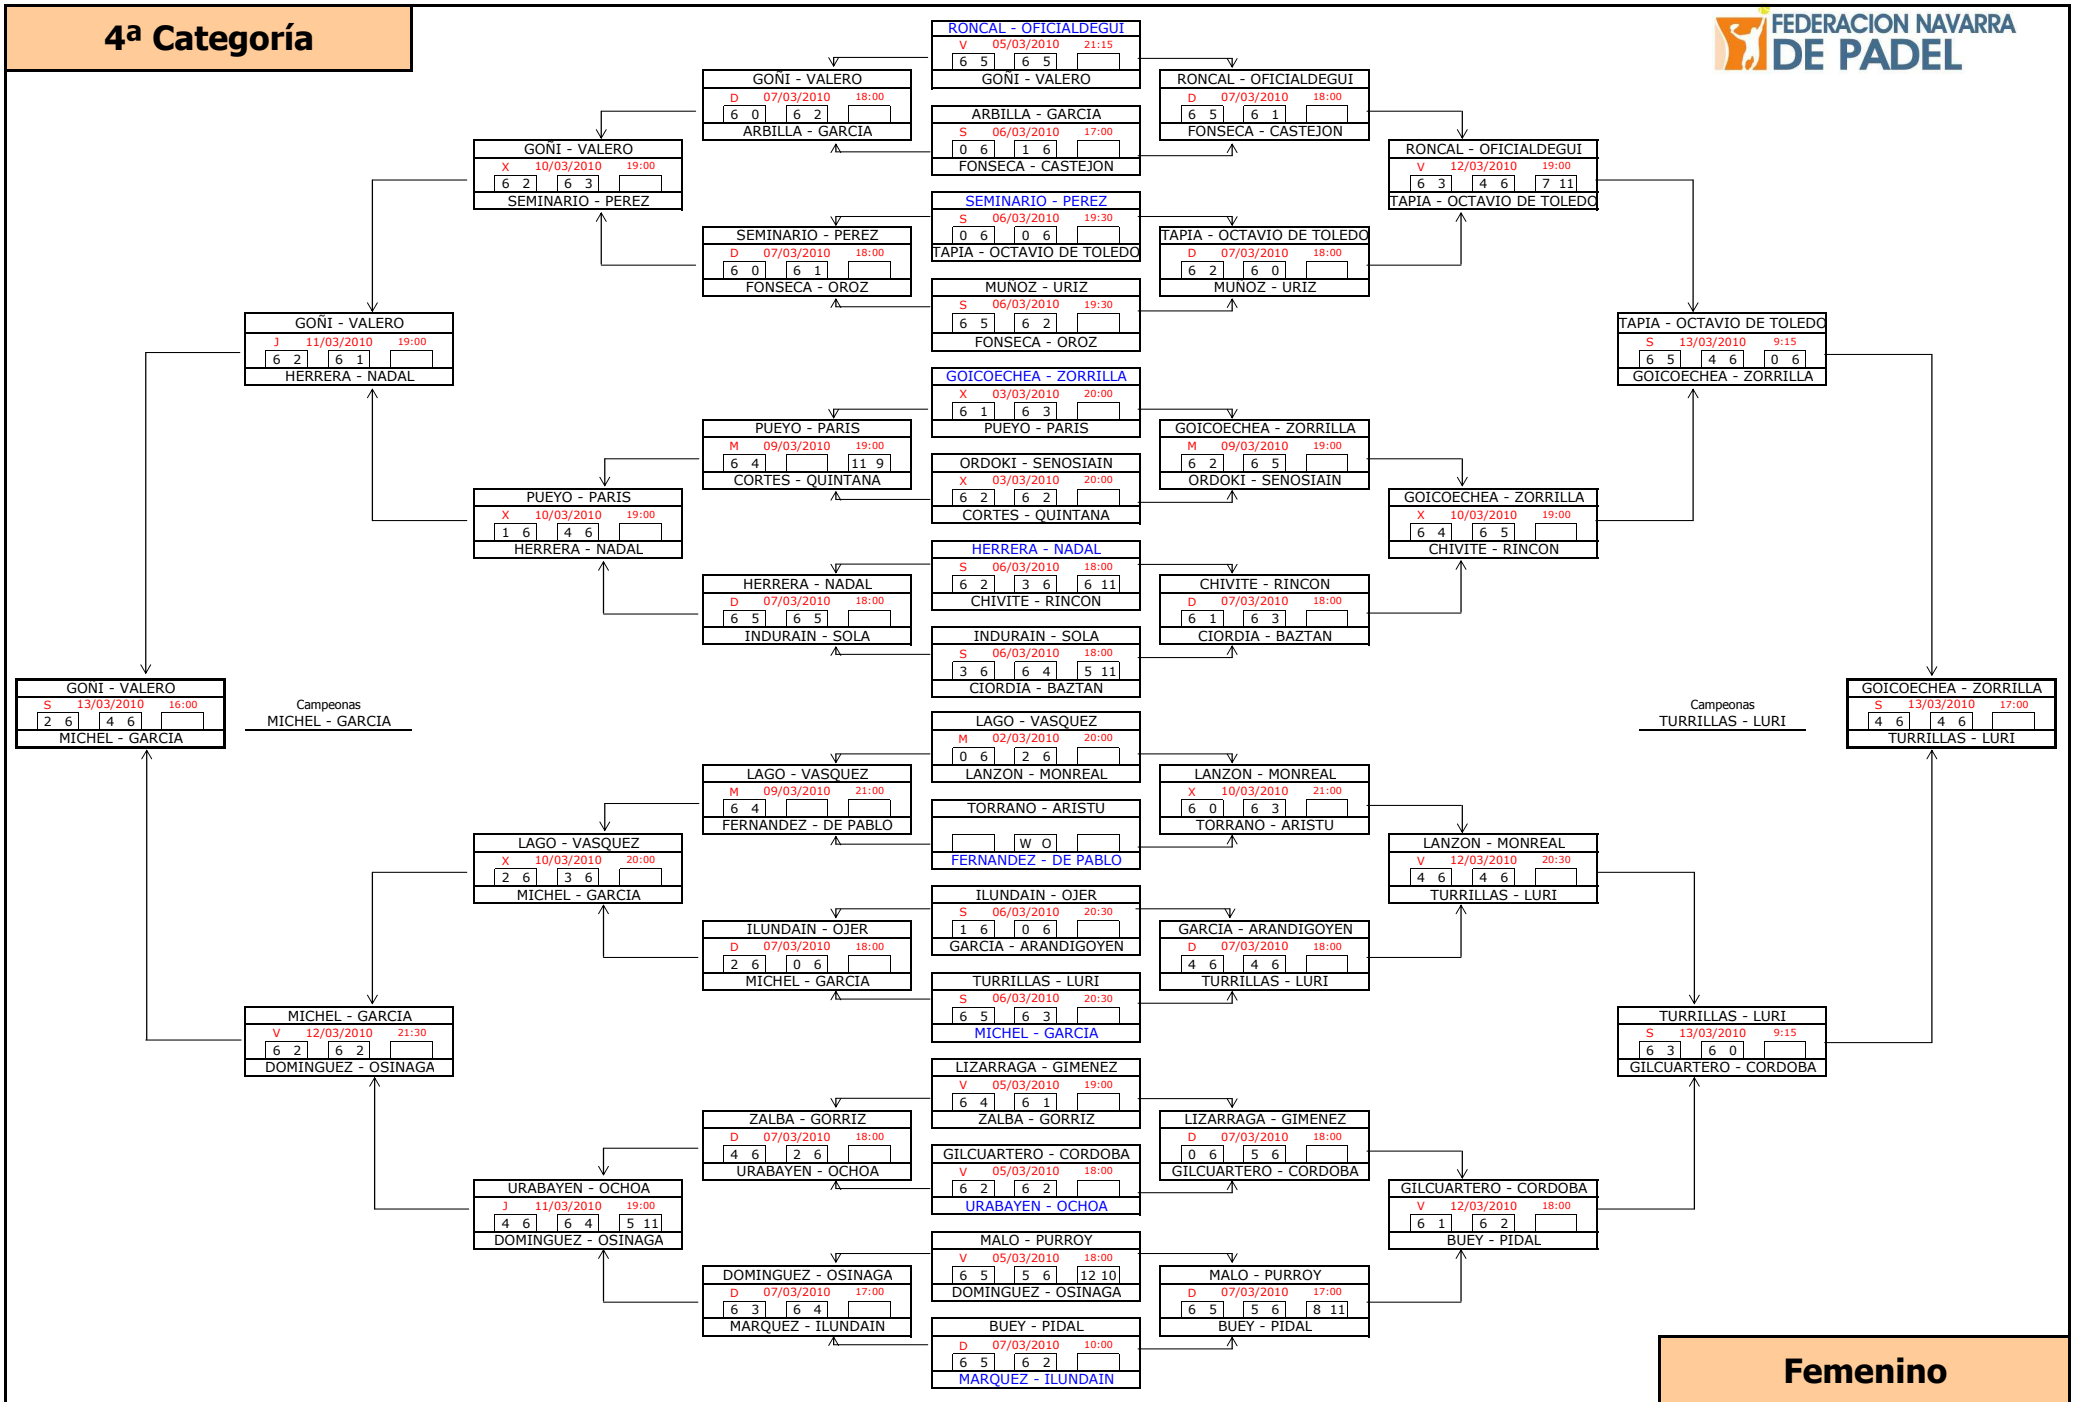 4ª Categoría
FEDERACION NAVARRA
DE PADEL
GOÑI - VALERO
S 13/03/2010 16:00
2 6 4 6
MICHEL - GARCIA
Campeonas
MICHEL - GARCIA
GOÑI - VALERO
J 11/03/2010 19:00
6 2 6 1
HERRERA - NADAL
MICHEL - GARCIA
V 12/03/2010 21:30
6 2 6 2
DOMINGUEZ - OSINAGA
GOÑI - VALERO
X 10/03/2010 19:00
6 2 6 3
SEMINARIO - PEREZ
PUEYO - PARIS
X 10/03/2010 19:00
1 6 4 6
HERRERA - NADAL
LAGO - VASQUEZ
X 10/03/2010 20:00
2 6 3 6
MICHEL - GARCIA
URABAYEN - OCHOA
J 11/03/2010 19:00
4 6 6 4 5 11
DOMINGUEZ - OSINAGA
GOÑI - VALERO
D 07/03/2010 18:00
6 0 6 2
ARBILLA - GARCIA
SEMINARIO - PEREZ
D 07/03/2010 18:00
6 0 6 1
FONSECA - OROZ
PUEYO - PARIS
M 09/03/2010 19:00
6 4 11 9
CORTES - QUINTANA
HERRERA - NADAL
D 07/03/2010 18:00
6 5 6 5
INDURAIN - SOLA
LAGO - VASQUEZ
M 09/03/2010 21:00
6 4
FERNANDEZ - DE PABLO
ILUNDAIN - OJER
D 07/03/2010 18:00
2 6 0 6
MICHEL - GARCIA
ZALBA - GORRIZ
D 07/03/2010 18:00
4 6 2 6
URABAYEN - OCHOA
DOMINGUEZ - OSINAGA
D 07/03/2010 17:00
6 3 6 4
MARQUEZ - ILUNDAIN
RONCAL - OFICIALDEGUI
V 05/03/2010 21:15
6 5 6 5
GOÑI - VALERO
ARBILLA - GARCIA
S 06/03/2010 17:00
0 6 1 6
FONSECA - CASTEJON
SEMINARIO - PEREZ
S 06/03/2010 19:30
0 6 0 6
TAPIA - OCTAVIO DE TOLEDO
MUÑOZ - URIZ
S 06/03/2010 19:30
6 5 6 2
FONSECA - OROZ
GOICOECHEA - ZORRILLA
X 03/03/2010 20:00
6 1 6 3
PUEYO - PARIS
ORDOKI - SENOSIAIN
X 03/03/2010 20:00
6 2 6 2
CORTES - QUINTANA
HERRERA - NADAL
S 06/03/2010 18:00
6 2 3 6 6 11
CHIVITE - RINCON
INDURAIN - SOLA
S 06/03/2010 18:00
3 6 6 4 5 11
CIORDIA - BAZTAN
LAGO - VASQUEZ
M 02/03/2010 20:00
0 6 2 6
LANZON - MONREAL
TORRANO - ARISTU
W O
FERNANDEZ - DE PABLO
ILUNDAIN - OJER
S 06/03/2010 20:30
1 6 0 6
GARCIA - ARANDIGOYEN
TURRILLAS - LURI
S 06/03/2010 20:30
6 5 6 3
MICHEL - GARCIA
LIZARRAGA - GIMENEZ
V 05/03/2010 19:00
6 4 6 1
ZALBA - GORRIZ
GILCUARTERO - CORDOBA
V 05/03/2010 18:00
6 2 6 2
URABAYEN - OCHOA
MALO - PURROY
V 05/03/2010 18:00
6 5 5 6 12 10
DOMINGUEZ - OSINAGA
BUEY - PIDAL
D 07/03/2010 10:00
6 5 6 2
MARQUEZ - ILUNDAIN
RONCAL - OFICIALDEGUI
D 07/03/2010 18:00
6 5 6 1
FONSECA - CASTEJON
TAPIA - OCTAVIO DE TOLEDO
D 07/03/2010 18:00
6 2 6 0
MUÑOZ - URIZ
GOICOECHEA - ZORRILLA
M 09/03/2010 19:00
6 2 6 5
ORDOKI - SENOSIAIN
CHIVITE - RINCON
D 07/03/2010 18:00
6 1 6 3
CIORDIA - BAZTAN
LANZON - MONREAL
X 10/03/2010 21:00
6 0 6 3
TORRANO - ARISTU
GARCIA - ARANDIGOYEN
D 07/03/2010 18:00
4 6 4 6
TURRILLAS - LURI
LIZARRAGA - GIMENEZ
D 07/03/2010 18:00
0 6 5 6
GILCUARTERO - CORDOBA
MALO - PURROY
D 07/03/2010 17:00
6 5 5 6 8 11
BUEY - PIDAL
RONCAL - OFICIALDEGUI
V 12/03/2010 19:00
6 3 4 6 7 11
TAPIA - OCTAVIO DE TOLEDO
GOICOECHEA - ZORRILLA
X 10/03/2010 19:00
6 4 6 5
CHIVITE - RINCON
LANZON - MONREAL
V 12/03/2010 20:30
4 6 4 6
TURRILLAS - LURI
GILCUARTERO - CORDOBA
V 12/03/2010 18:00
6 1 6 2
BUEY - PIDAL
TAPIA - OCTAVIO DE TOLEDO
S 13/03/2010 9:15
6 5 4 6 0 6
GOICOECHEA - ZORRILLA
TURRILLAS - LURI
S 13/03/2010 9:15
6 3 6 0
GILCUARTERO - CORDOBA
Campeonas
TURRILLAS - LURI
GOICOECHEA - ZORRILLA
S 13/03/2010 17:00
4 6 4 6
TURRILLAS - LURI
Femenino